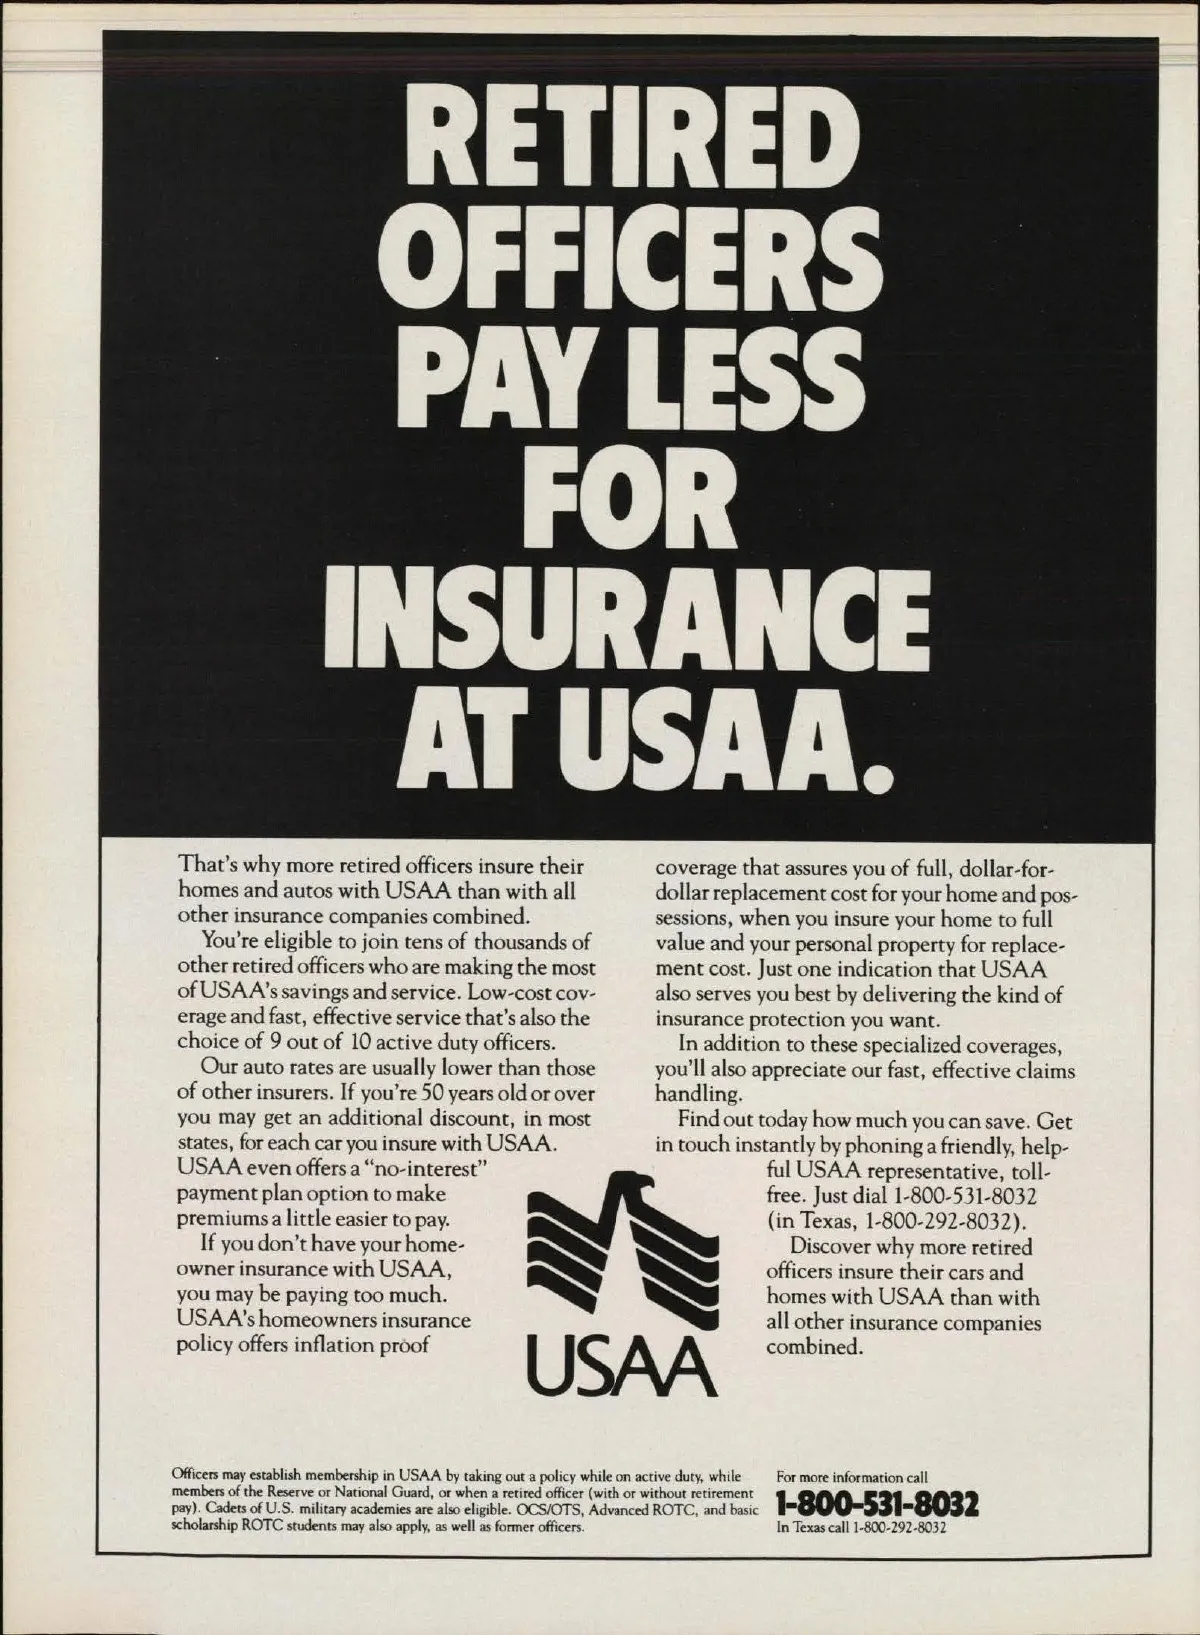 RETIRED
OFFICERS
PAY LESS
FOR
INSURANCE
AT USAA.
That's why more retired officers insure their
homes and autos with USAA than with all
other insurance companies combined.
You're eligible to join tens of thousands of
other retired officers who are making the most
of USAA's savings and service. Low-cost cov-
erage and fast, effective service that's also the
choice of 9 out of 10 active duty officers.
Our auto rates are usually lower than those
of other insurers. If you're 50 years old or over
you may get an additional discount, in most
states, for each car you insure with USAA.
USAA even offers a "no-interest"
payment plan option to make
premiums a little easier to pay.
If you don't have your home-
owner insurance with USAA,
you may be paying too much.
USAA's homeowners insurance
policy offers inflation proof
coverage that assures you of full, dollar-for-
dollar replacement cost for your home and pos-
sessions, when you insure your home to full
value and your personal property for replace-
ment cost. Just one indication that USAA
also serves you best by delivering the kind of
insurance protection you want.
In addition to these specialized coverages,
you'll also appreciate our fast, effective claims
handling.
Find out today how much you can save. Get
in touch instantly by phoning a friendly, help-
ful USAA representative, toll-
free. Just dial 1-800-531-8032
(in Texas, 1-800-292-8032).
Discover why more retired
officers insure their cars and
homes with USAA than with
all other insurance companies
combined.
USAA
Officers may establish membership in USAA by taking out a policy while on active duty, while
members of the Reserve or National Guard, or when a retired officer (with or without retirement
pay). Cadets of U.S. military academies are also eligible. OCS/OTS, Advanced ROTC, and basic
scholarship ROTC students may also apply, as well as former officers.
For more information call
1-800-531-8032
In Texas call 1-800-292-8032